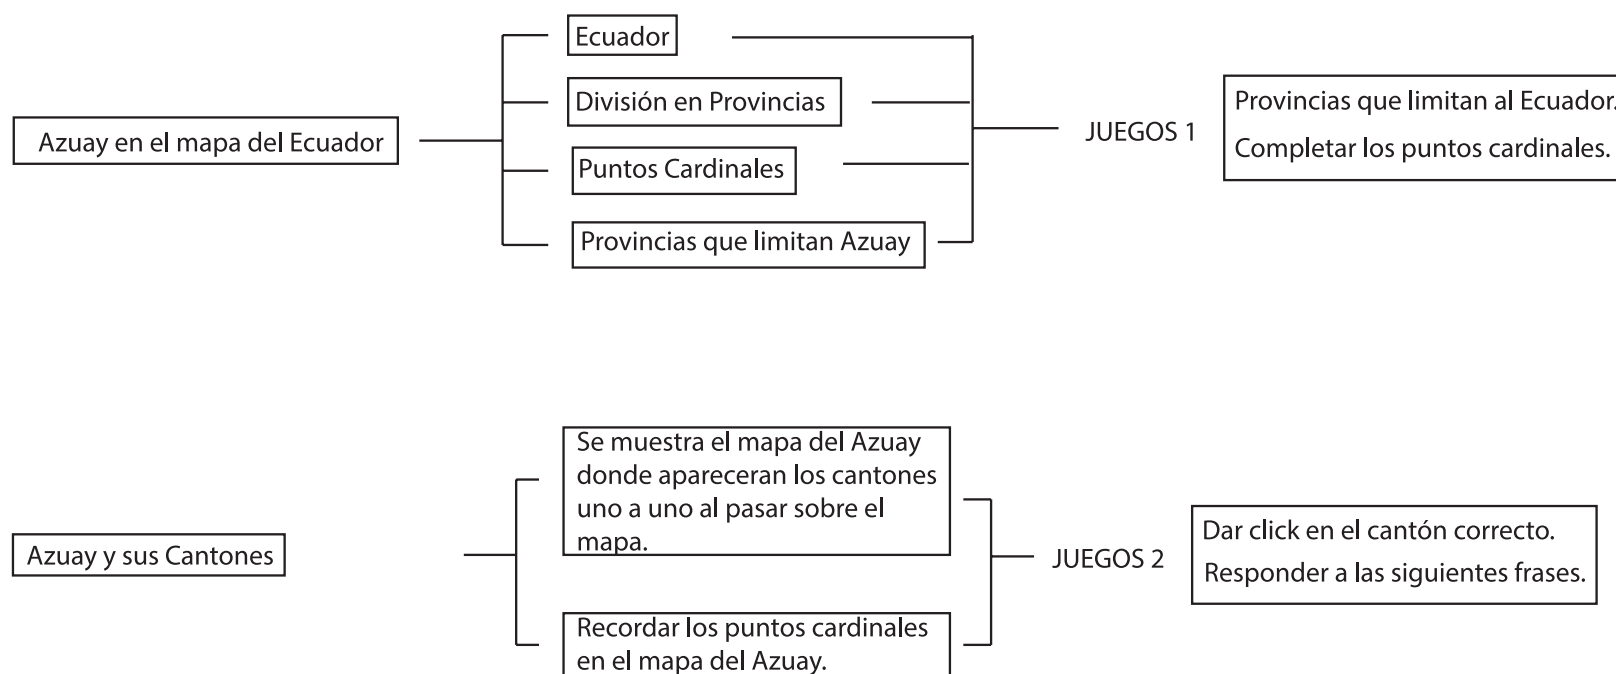 Azuay en el mapa del Ecuador
Ecuador
División en Provincias
Puntos Cardinales
Provincias que limitan Azuay
JUEGOS 1
Provincias que limitan al Ecuador.
Completar los puntos cardinales.
Azuay y sus Cantones
Se muestra el mapa del Azuay
donde apareceran los cantones
uno a uno al pasar sobre el
mapa.
Recordar los puntos cardinales
en el mapa del Azuay.
JUEGOS 2
Dar click en el cantón correcto.
Responder a las siguientes frases.